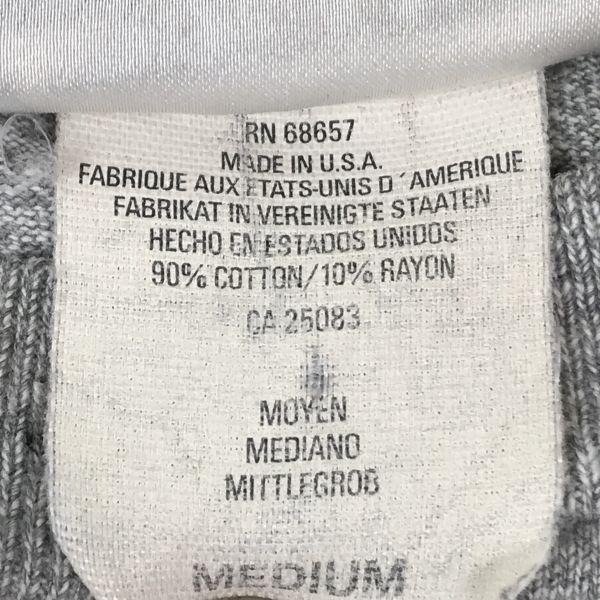 RN 68657
MADE IN U.S.A.
FABRIQUE AUX ETATS-UNIS D´AMERIQUE
FABRIKAT IN VEREINIGTE STAATEN
HECHO EN ESTADOS UNIDOS
90% COTTON/10% RAYON
CA 25083
MOYEN
MEDIANO
MITTLEGROB
MEDIUM